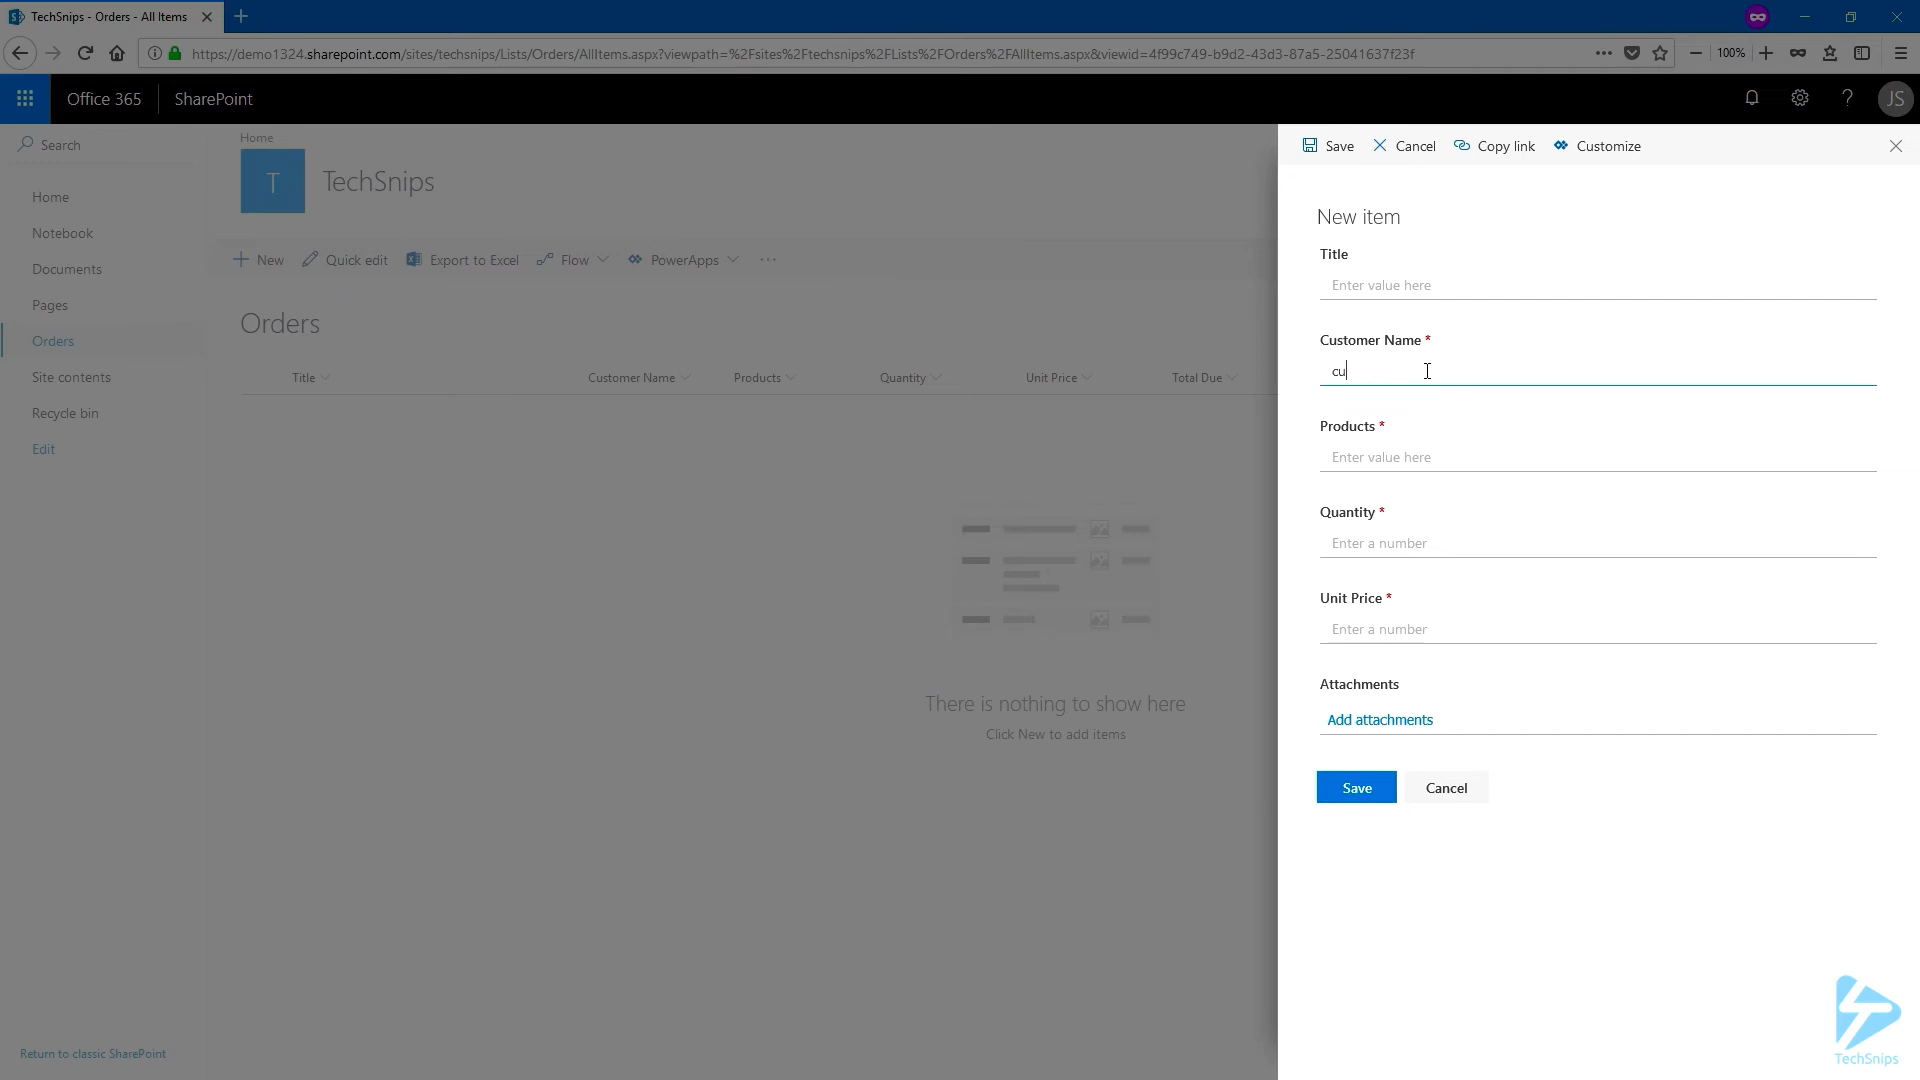 TechSnips - Orders - All Items
https://demo1324.sharepoint.com/sites/techsnips/Lists/Orders/AllItems.aspx?viewpath=%2Fsites%2Ftechsnips%2FLists%2FOrders%2FAllItems.aspx&viewid=4f99c749-b9d2-43d3-87a5-25041637f23f
100%
Office 365
SharePoint
JS
Search
Home
Notebook
Documents
Pages
Orders
Site contents
Recycle bin
Edit
Return to classic SharePoint
Home
T
TechSnips
New
Quick edit
Export to Excel
Flow
PowerApps
Orders
Title
Customer Name
Products
Quantity
Unit Price
Total Due
There is nothing to show here
Click New to add items
Save
Cancel
Copy link
Customize
New item
Title
Enter value here
Customer Name *
cu
Products *
Enter value here
Quantity *
Enter a number
Unit Price *
Enter a number
Attachments
Add attachments
Save
Cancel
TechSnips